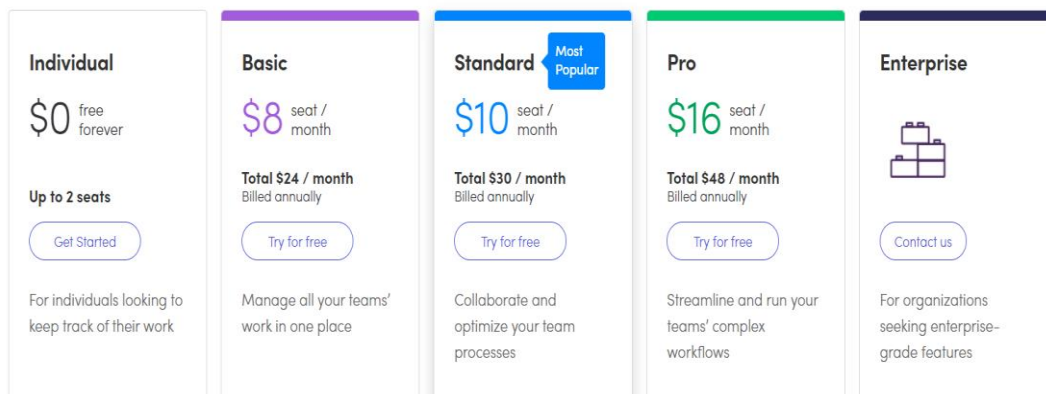 Individual
$0 free
forever
Up to 2 seats
Get Started
For individuals looking to
keep track of their work
Basic
$8 seat /
month
Total $24 / month
Billed annually
Try for free
Manage all your teams’
work in one place
Standard
Most
Popular
$10 seat /
month
Total $30 / month
Billed annually
Try for free
Collaborate and
optimize your team
processes
Pro
$16 seat /
month
Total $48 / month
Billed annually
Try for free
Streamline and run your
teams’ complex
workflows
Enterprise
Contact us
For organizations
seeking enterprise-
grade features